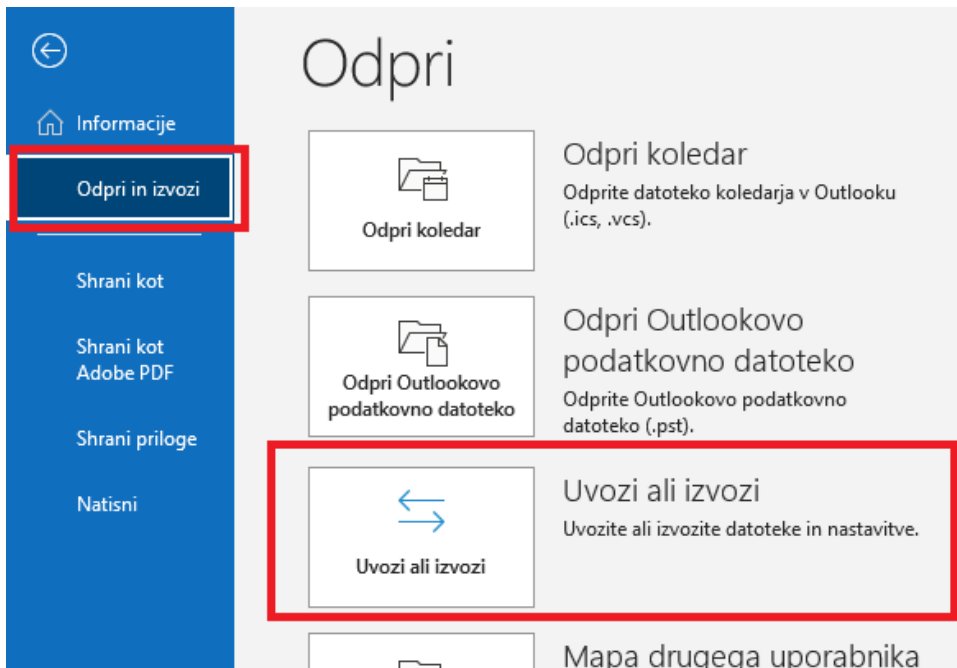 Odpri
Informacije
Odpri in izvozi
Shrani kot
Shrani kot
Adobe PDF
Shrani priloge
Natisni
Odpri koledar
Odpri koledar
Odprite datoteko koledarja v Outlooku
(.ics, .vcs).
Odpri Outlookovo
podatkovno datoteko
Odpri Outlookovo
podatkovno datoteko
Odprite Outlookovo podatkovno
datoteko (.pst).
Uvozi ali izvozi
Uvozi ali izvozi
Uvozite ali izvozite datoteke in nastavitve.
Mapa drugega uporabnika